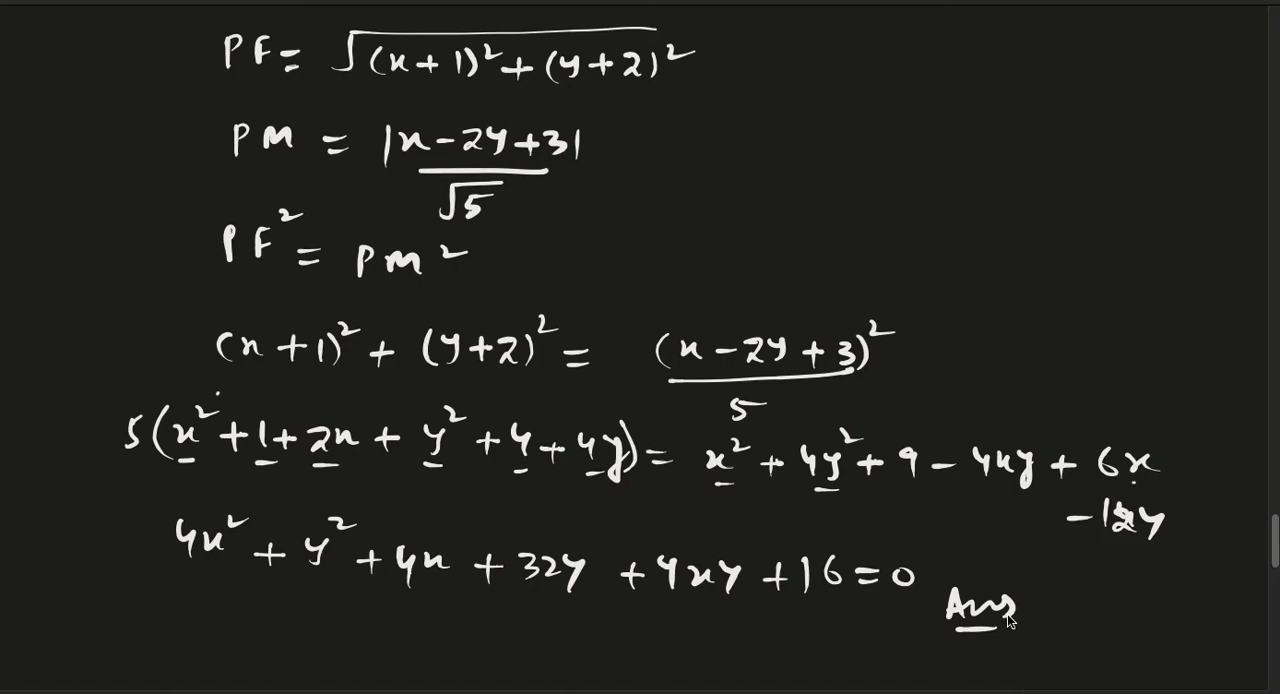 PF = √(x+1)² + (y+2)²
PM = |x-2y+3| / √5
PF² = PM²
(x+1)² + (y+2)² = (x-2y+3)² / 5
5(x² + 1 + 2x + y² + 4 + 4y) = x² + 4y² + 9 - 4xy + 6x
-12y
4x² + y² + 4x + 32y + 4xy + 16 = 0
Ans